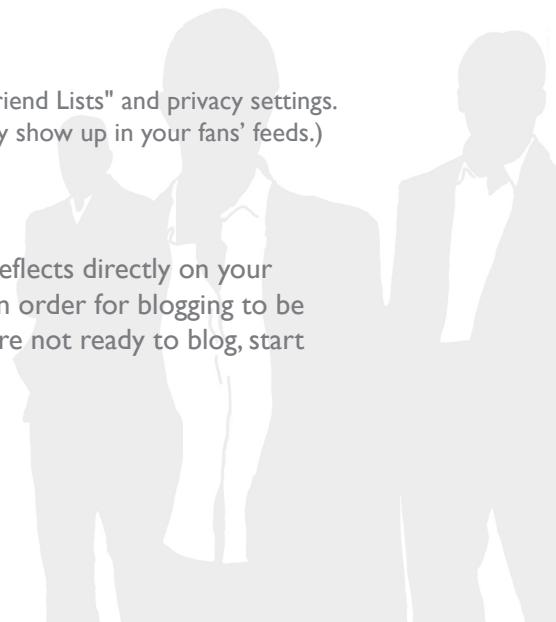 riend Lists" and privacy settings.
y show up in your fans’ feeds.)
eflects directly on your
n order for blogging to be
re not ready to blog, start